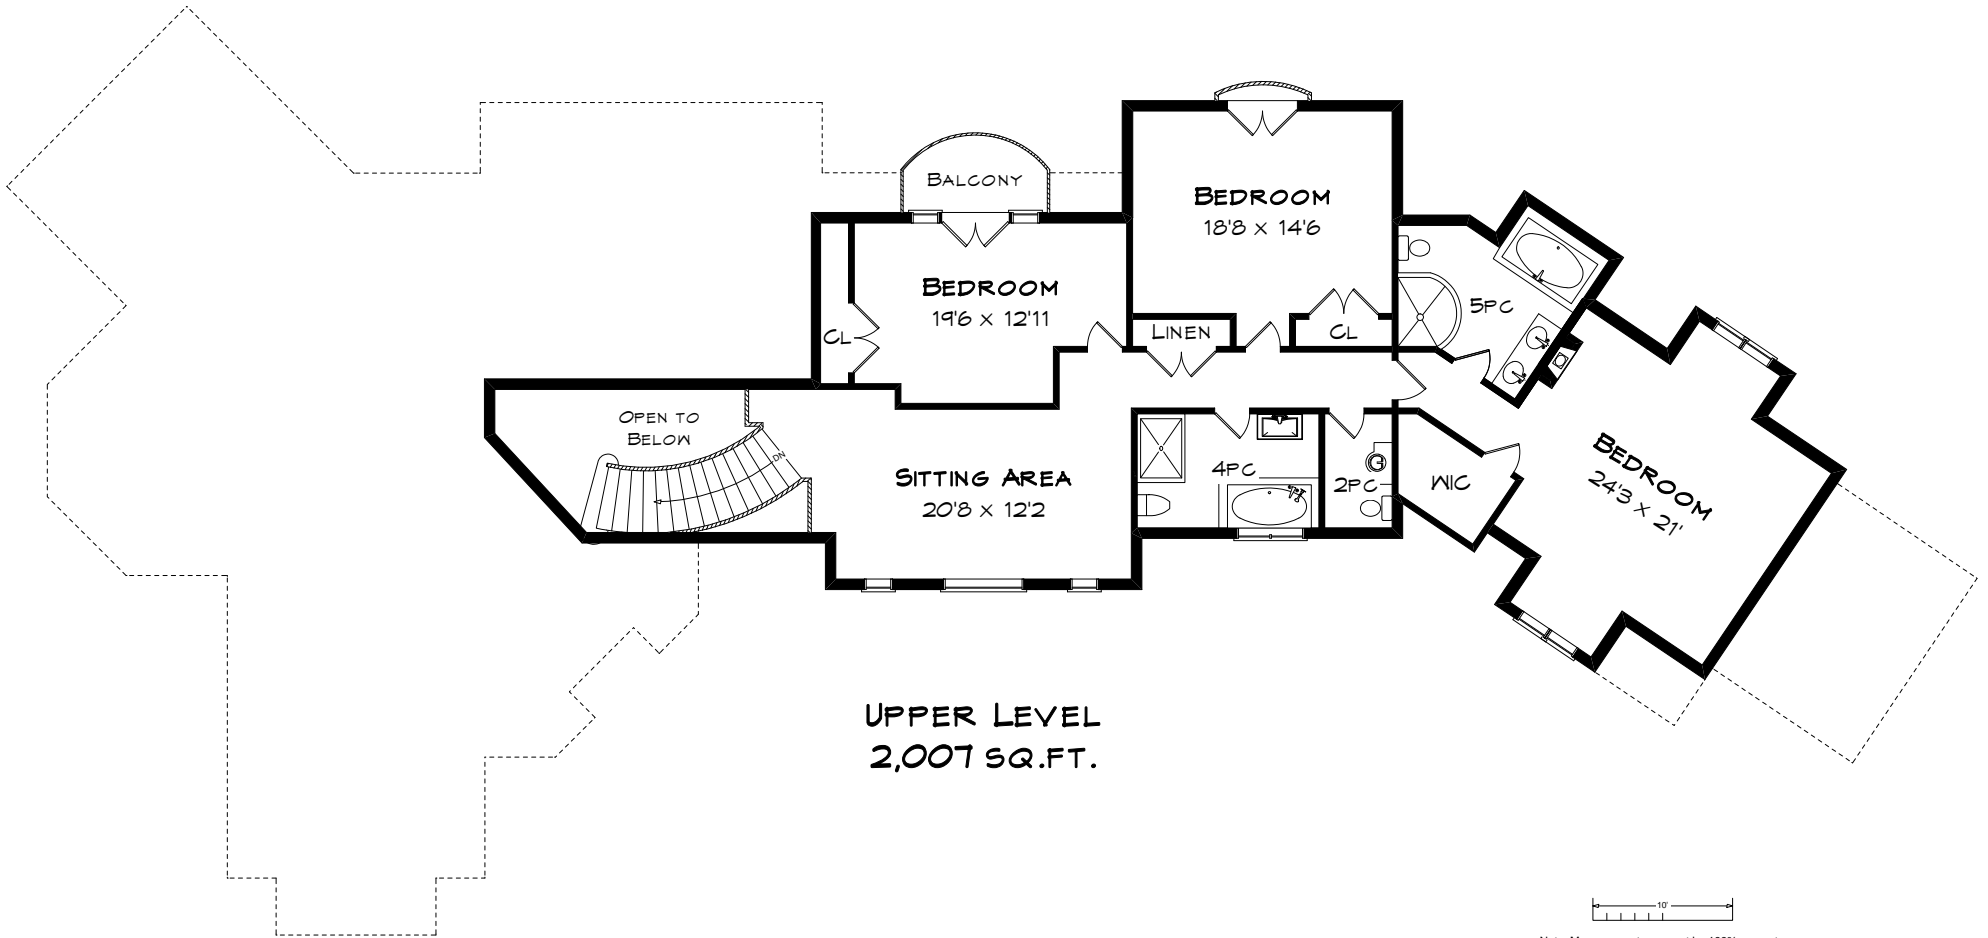 Balcony
Bedroom
18'8 x 14'6
Bedroom
19'6 x 12'11
5PC
Linen
CL
CL
Open to
Below
DN
Sitting Area
20'8 x 12'2
4PC
2PC
WIC
Bedroom
24'3 x 21'
Upper Level
2,007 sq.ft.
10'